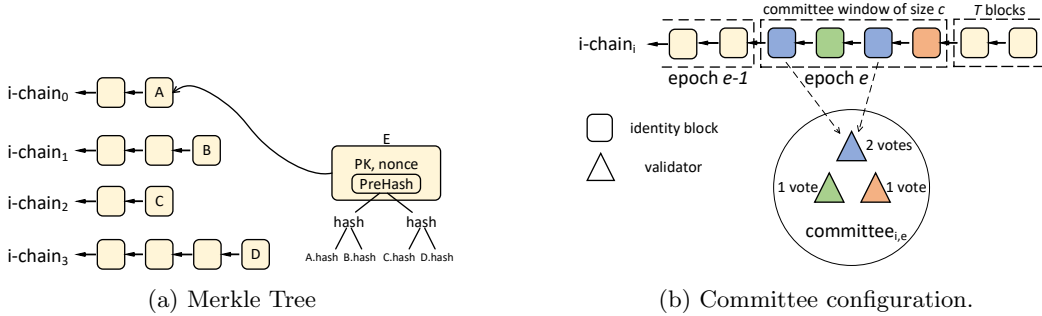 i-chain₀
A
i-chain₁
B
i-chain₂
C
i-chain₃
D
E
PK, nonce
PreHash
hash hash
A.hash B.hash C.hash D.hash
(a) Merkle Tree
committee window of size c
T blocks
i-chainᵢ
epoch e-1
epoch e
identity block
validator
2 votes
1 vote
1 vote
committeeᵢ,ₑ
(b) Committee configuration.